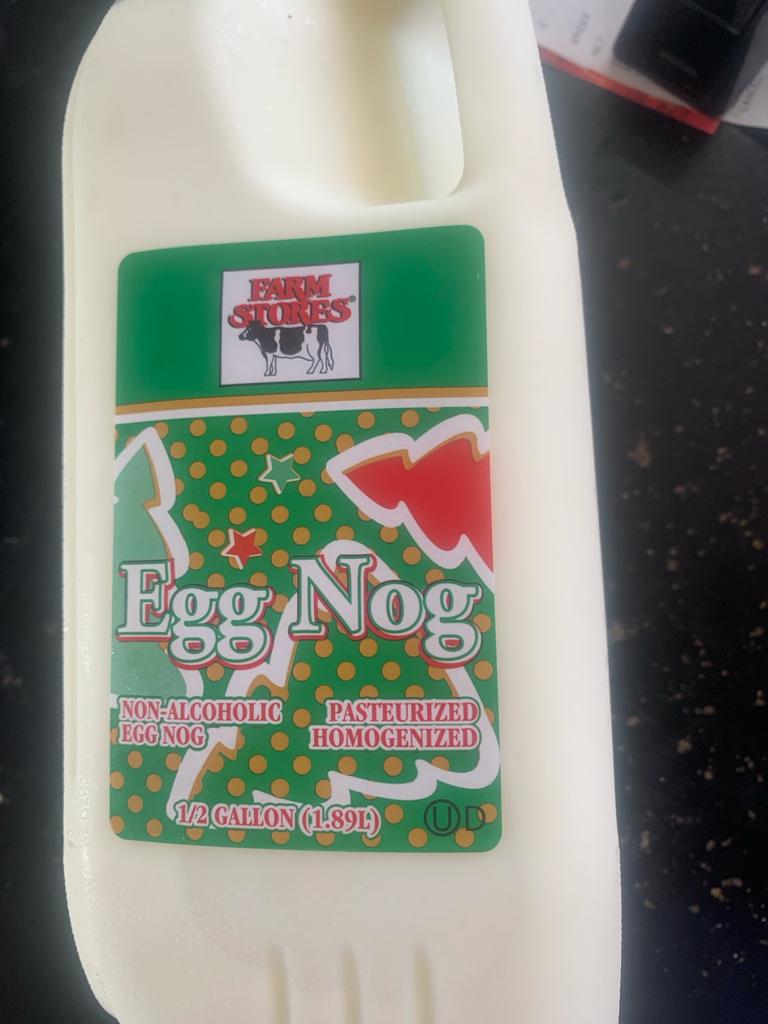 FARM
STORES®
Egg Nog
NON-ALCOHOLIC
EGG NOG
PASTEURIZED
HOMOGENIZED
1/2 GALLON (1.89L)
U D